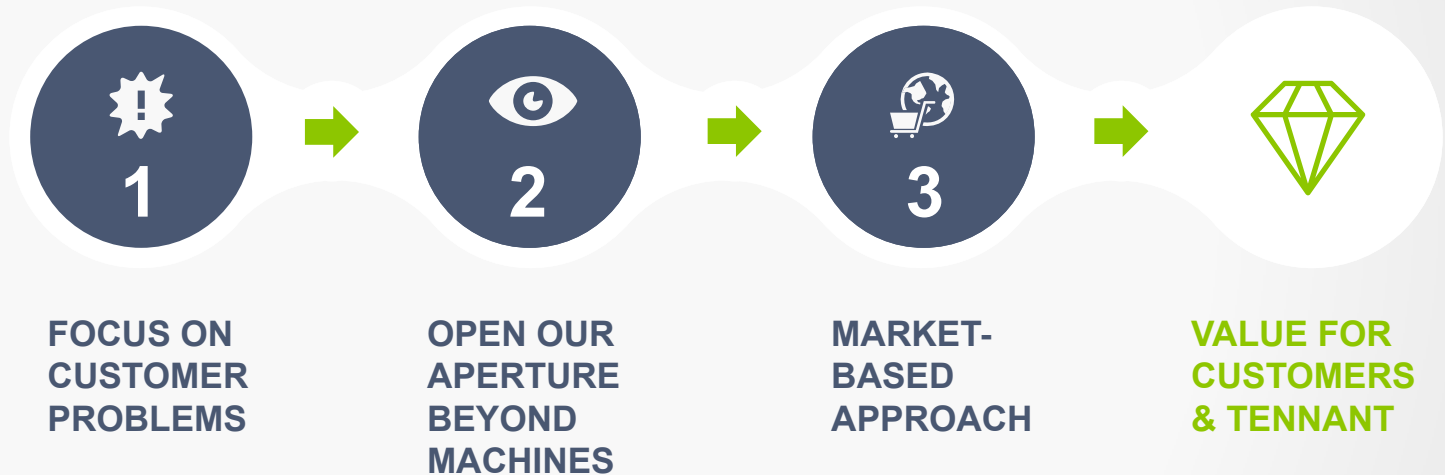 1
2
3
FOCUS ON
CUSTOMER
PROBLEMS
OPEN OUR
APERTURE
BEYOND
MACHINES
MARKET-
BASED
APPROACH
VALUE FOR
CUSTOMERS
& TENNANT